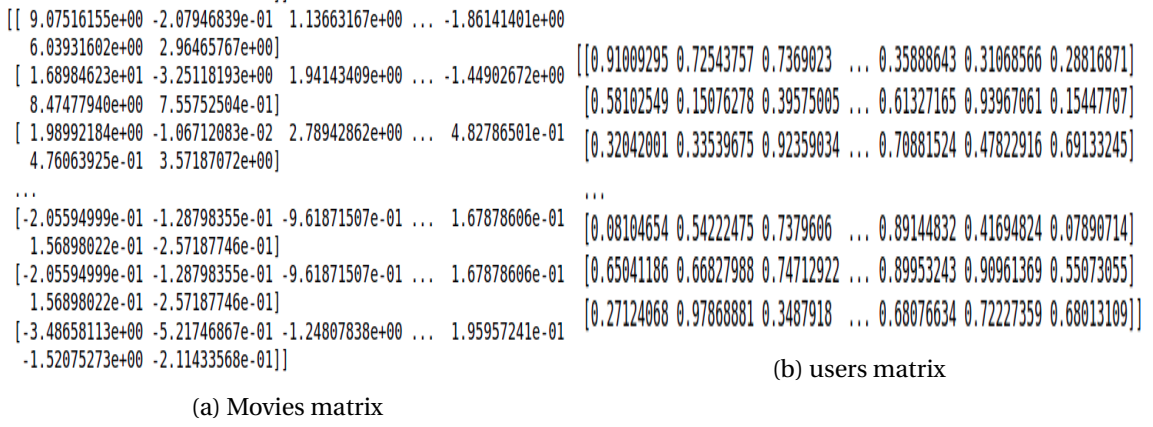 [[ 9.07516155e+00 -2.07946839e-01 1.13663167e+00 ... -1.86141401e+00
6.03931602e+00 2.96465767e+00]
[ 1.68984623e+01 -3.25118193e+00 1.94143409e+00 ... -1.44902672e+00
8.47477940e+00 7.55752504e-01]
[ 1.98992184e+01 -1.06712083e-02 2.78942862e+00 ... 4.82786501e-01
4.76063925e-01 3.57187072e+00]
...
[-2.05594999e-01 -1.28798355e-01 -9.61871507e-01 ... 1.67878606e-01
1.56898022e-01 -2.57187746e-01]
[-2.05594999e-01 -1.28798355e-01 -9.61871507e-01 ... 1.67878606e-01
1.56898022e-01 -2.57187746e-01]
[-3.48658113e+00 -5.21746867e-01 -1.24807838e+00 ... 1.95957241e-01
-1.52075273e+00 -2.11433568e-01]]
(a) Movies matrix
[[0.91009295 0.72543757 0.7369023 ... 0.35888643 0.31068566 0.28816871]
[0.58102549 0.15076278 0.39575005 ... 0.61327165 0.93967061 0.15447707]
[0.32042001 0.33539675 0.92359034 ... 0.70881524 0.47822916 0.69133245]
...
[0.08104654 0.54222475 0.7379606 ... 0.89144832 0.41694824 0.07890714]
[0.65041186 0.66827988 0.74712922 ... 0.89953243 0.90961369 0.55073055]
[0.27124068 0.97868881 0.3487918 ... 0.68076634 0.72227359 0.68013109]]
(b) users matrix